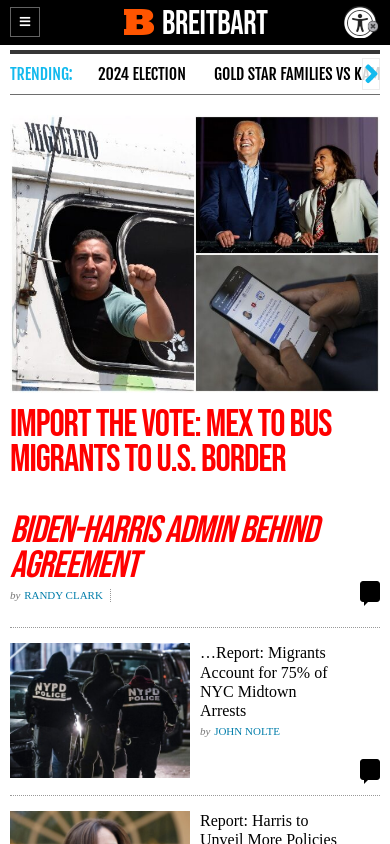 BREITBART
TRENDING:
2024 ELECTION
GOLD STAR FAMILIES VS K
MIGUELITO
IMPORT THE VOTE: MEX TO BUS
MIGRANTS TO U.S. BORDER
BIDEN-HARRIS ADMIN BEHIND
AGREEMENT
by RANDY CLARK
NYPD
POLICE
NYPD
POLICE
…Report: Migrants
Account for 75% of
NYC Midtown
Arrests
by JOHN NOLTE
Report: Harris to
Unveil More Policies